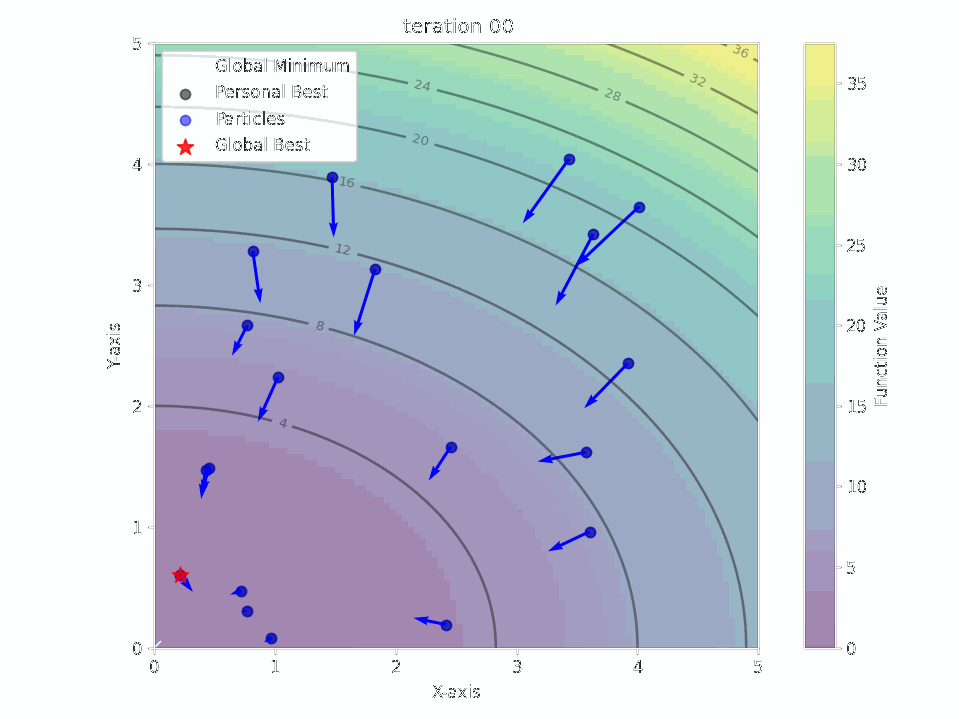 teration 00
Global Minimum
Personal Best
Particles
Global Best
Y-axis
5
4
3
2
1
0
36
32
28
24
20
16
12
8
4
0 1 2 3 4 5
X-axis
35
30
25
20
15
10
5
0
Function Value